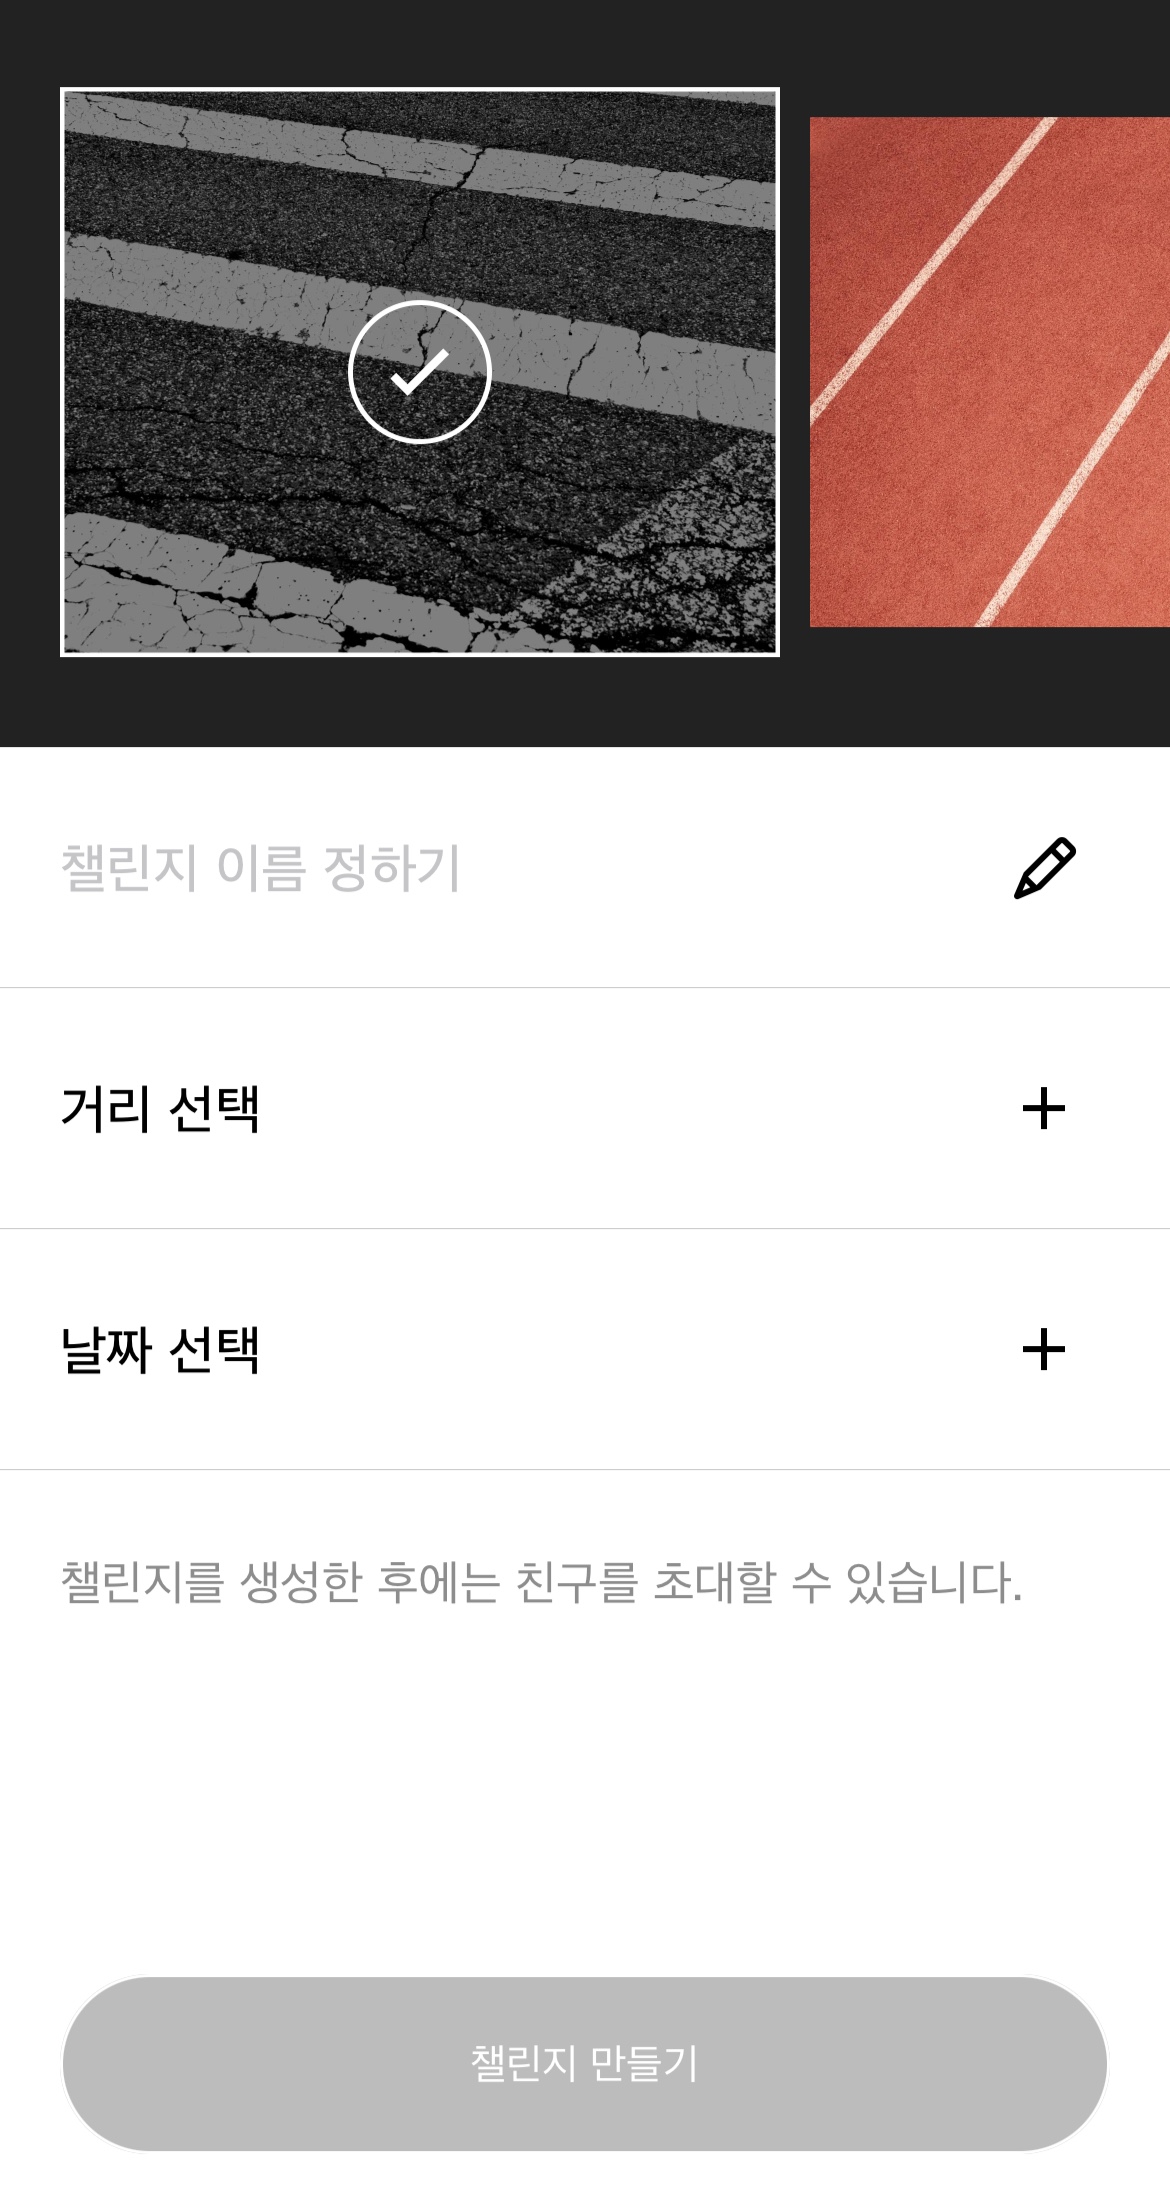 챌린지 이름 정하기
거리 선택
날짜 선택
챌린지를 생성한 후에는 친구를 초대할 수 있습니다.
챌린지 만들기